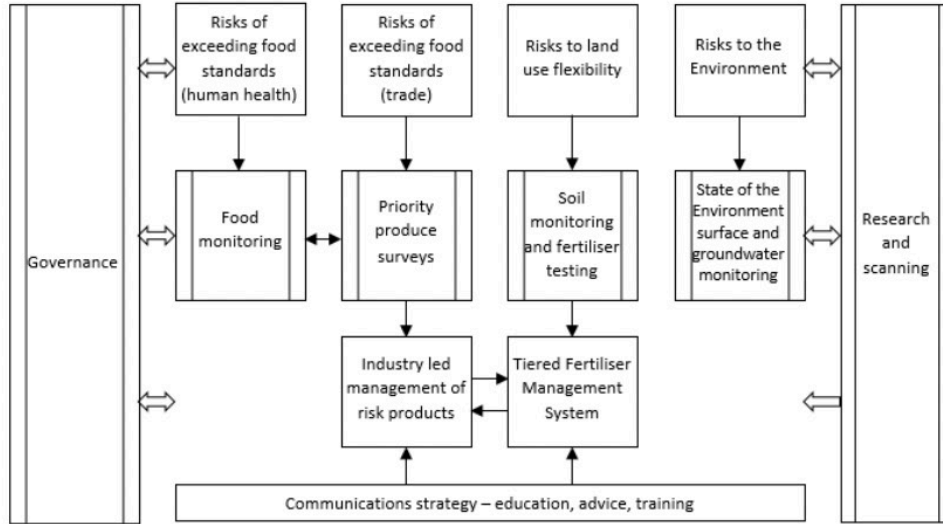 Risks
of exceeding food
standards
(human health)
Risks
of exceeding food
standards
(trade)
Risks to land
use flexibility
Risks to the
Environment
Governance
Food
monitoring
Priority
produce
surveys
Soil
monitoring
and fertiliser
testing
State of the
Environment
surface and
groundwater
monitoring
Research
and
scanning
Industry led
management of
risk products
Tiered Fertiliser
Management
System
Communications strategy – education, advice, training